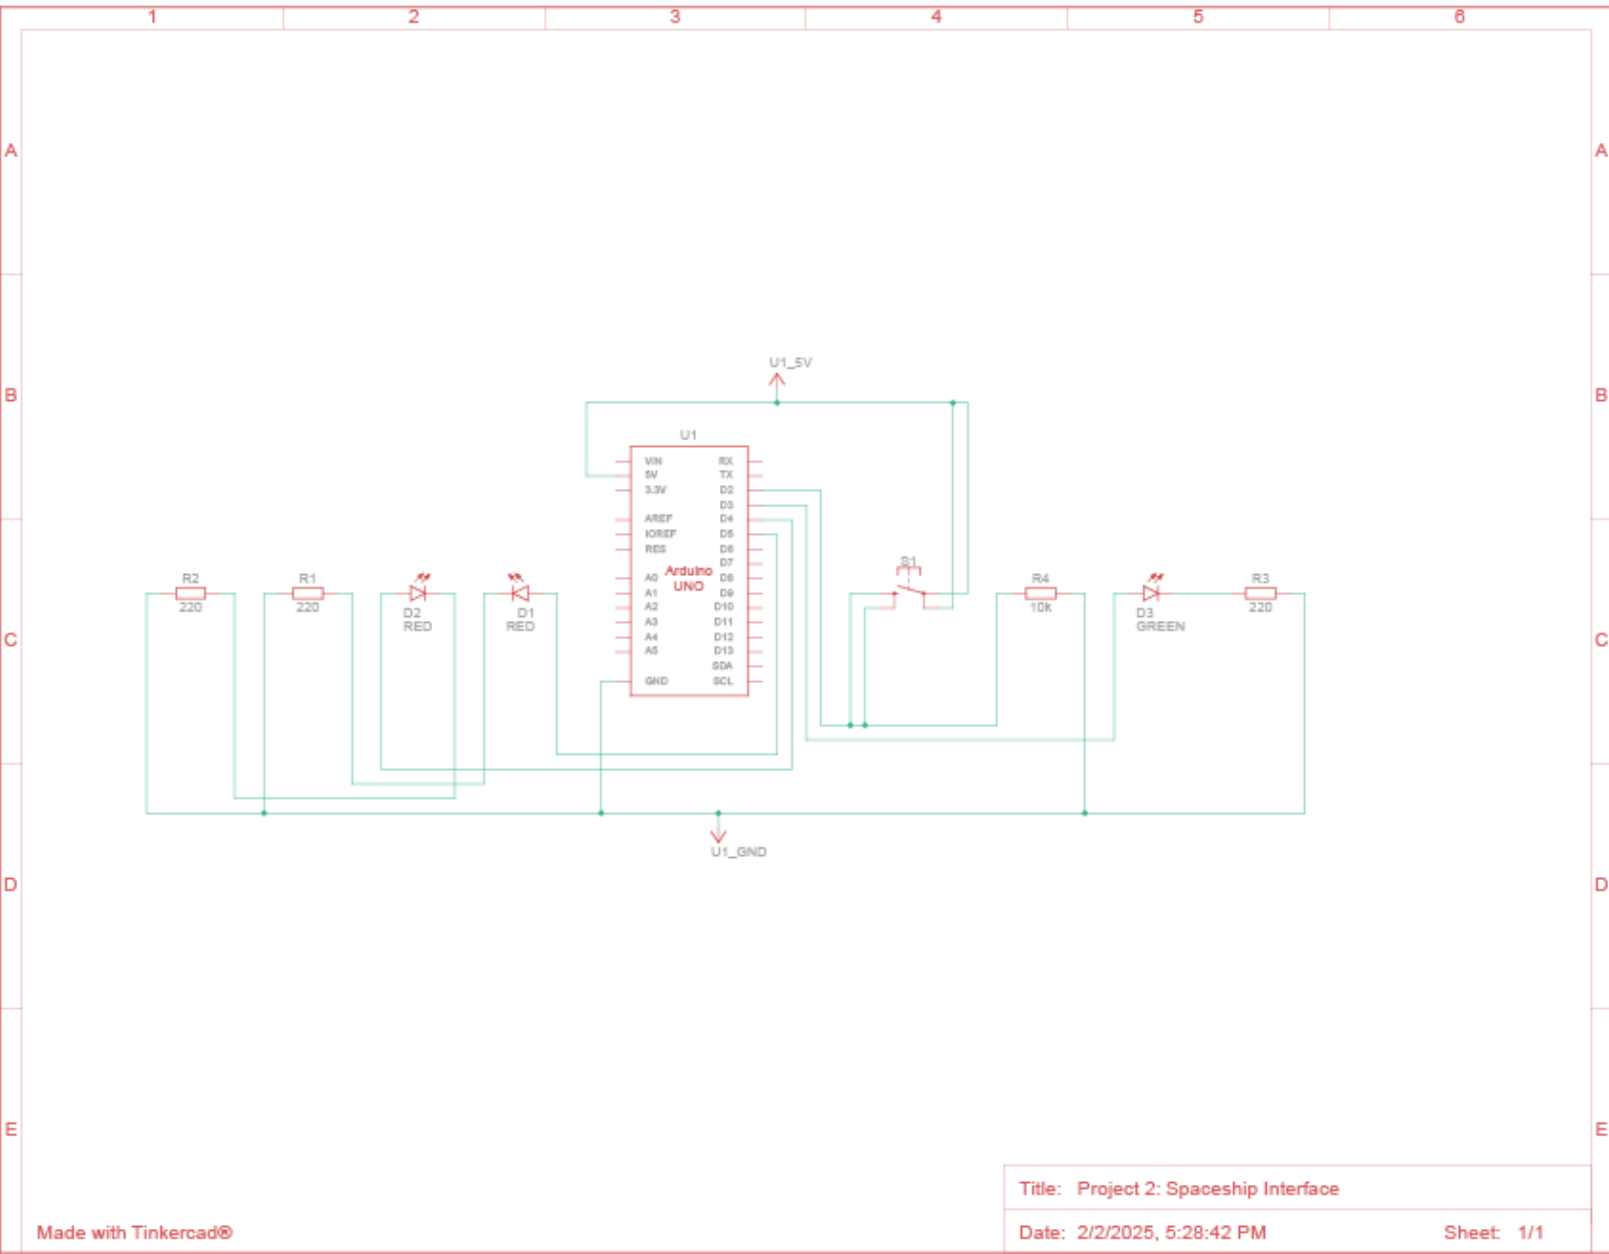 1 2 3 4 5 6
A A
U1_5V
B B
U1
VIN RX
5V TX
3.3V D2
D3
AREF D4
IOREF D5
RES D6
D7
A0 D8
A1 D9
A2 D10
A3 D11
A4 D12
A5 D13
SDA
GND SCL
Arduino
UNO
R2
220
R1
220
D2
RED
D1
RED
S1
R4
10k
D3
GREEN
R3
220
C C
U1_GND
D D
E E
Title: Project 2: Spaceship Interface
Made with Tinkercad®
Date: 2/2/2025, 5:28:42 PM Sheet: 1/1